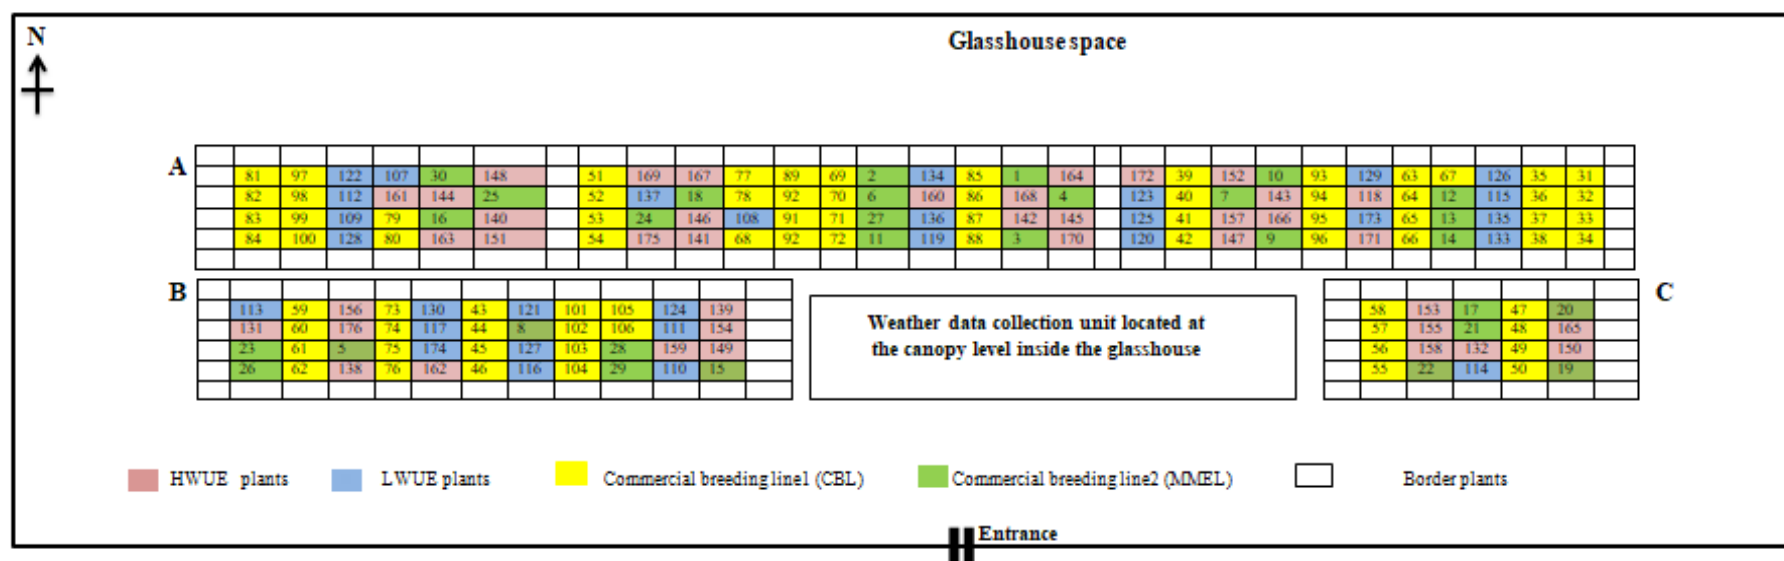 N
Glasshouse space
A
81 97 122 107 30 148 51 169 167 77 89 69 2 134 85 1 164 172 39 152 10 93 129 63 67 126 35 31
82 98 112 161 144 25 52 137 18 78 92 70 6 160 86 168 4 123 40 7 143 94 118 64 12 115 36 32
83 99 109 79 16 140 53 24 146 108 91 71 27 136 87 142 145 125 41 157 166 95 173 65 13 135 37 33
84 100 128 80 163 151 54 175 141 68 92 72 11 119 88 3 170 120 42 147 9 96 171 66 14 133 38 34
B
113 59 156 73 130 43 121 101 105 124 139
131 60 176 74 117 44 8 102 106 111 154
23 61 5 75 174 45 127 103 28 159 149
26 62 138 76 162 46 116 104 29 110 15
Weather data collection unit located at
the canopy level inside the glasshouse
C
58 153 17 47 20
57 155 21 48 165
56 158 132 49 150
55 22 114 50 19
HWUE plants LWUE plants Commercial breeding line1 (CBL) Commercial breeding line2 (MMEL) Border plants
Entrance